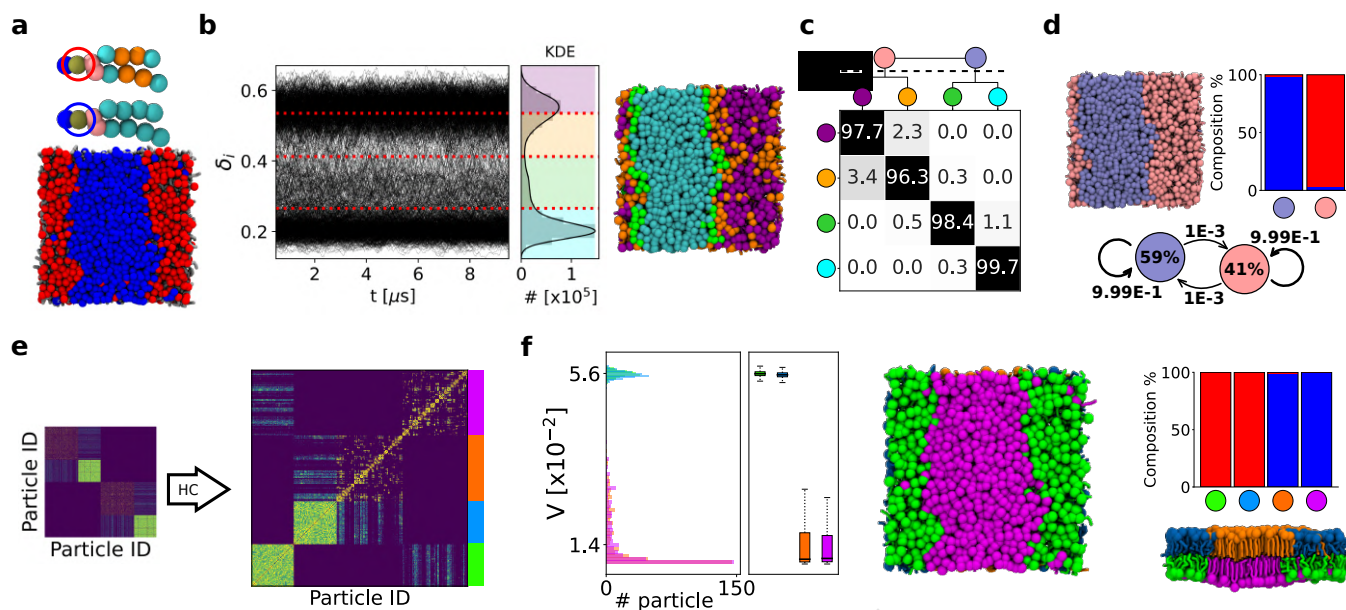 a
b
KDE
0.6
0.4
0.2
δi
2
4
6
8
t [μs]
0
1
# [x10⁵]
c
97.7 2.3 0.0 0.0
3.4 96.3 0.3 0.0
0.0 0.5 98.4 1.1
0.0 0.0 0.3 99.7
d
Composition %
100
50
0
59%
41%
1E-3
1E-3
9.99E-1
9.99E-1
e
Particle ID
Particle ID
HC
Particle ID
f
V [x10⁻²]
5.6
1.4
0
150
# particle
Composition %
100
50
0